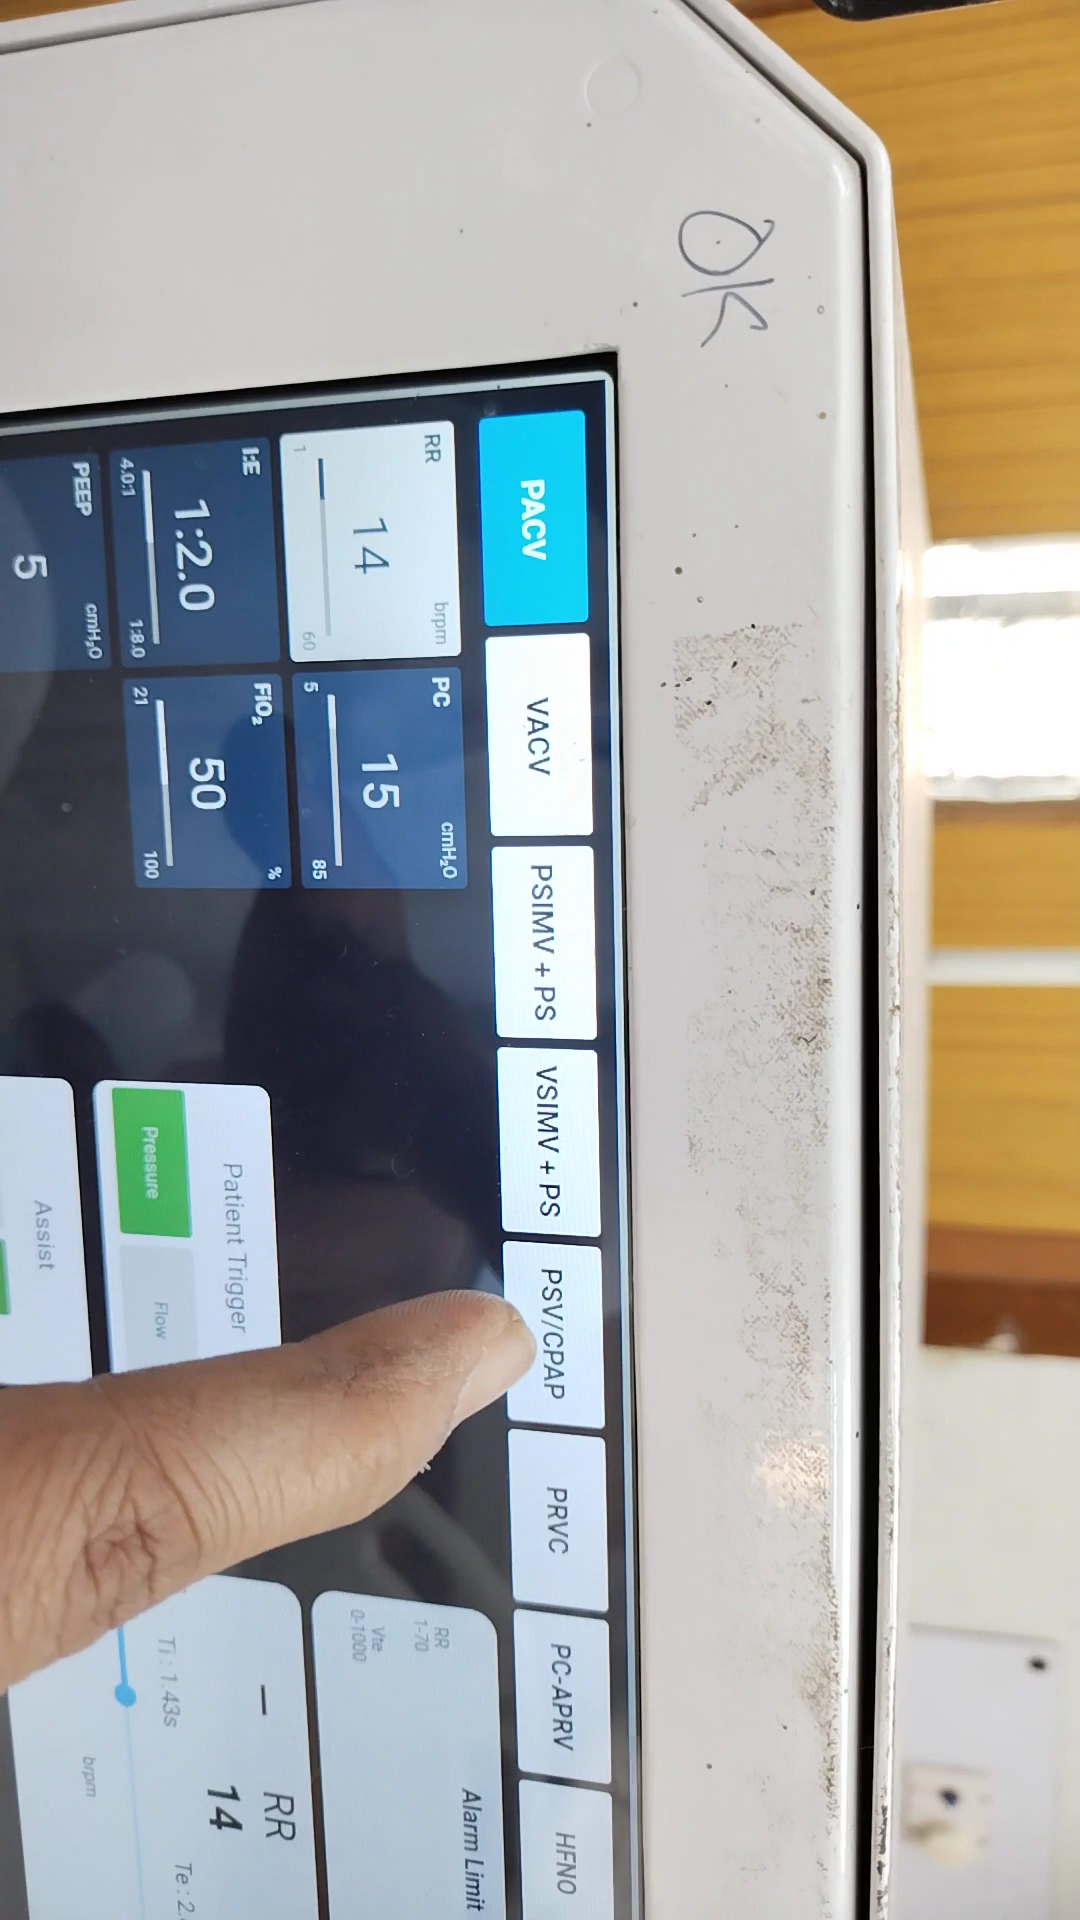 OK
PACV
VACV
PSIMV + PS
VSIMV + PS
PSV/CPAP
PRVC
PC-APRV
HFNO
RR
brpm
14
1
60
PC
cmH₂O
15
5
85
I:E
1:2.0
4.0:1
1:8.0
FiO₂
%
50
21
100
PEEP
cmH₂O
5
Patient Trigger
Pressure
Flow
Assist
Alarm Limit
RR
1-70
Vte
0-1000
RR
– 14
Ti : 1.43s
Te : 2.
brpm